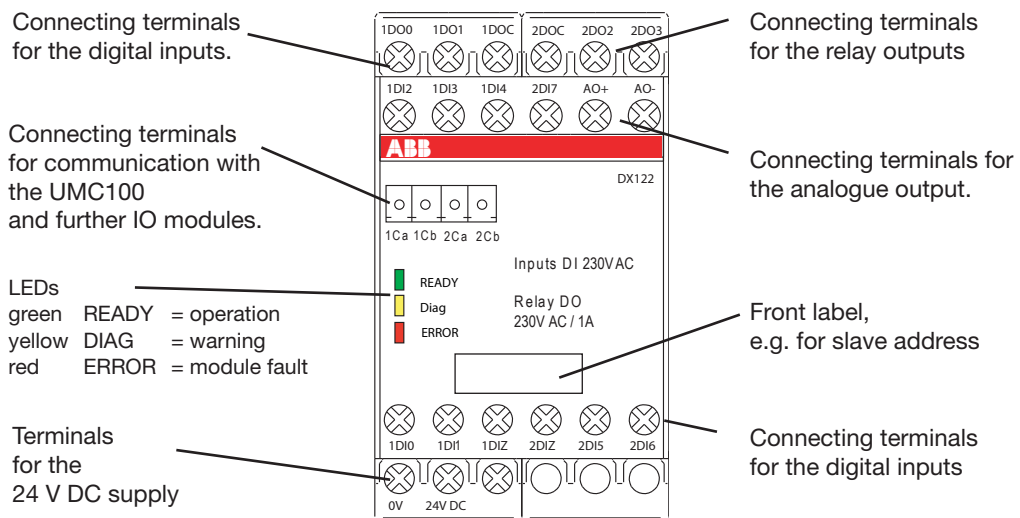 Connecting terminals
for the digital inputs.
Connecting terminals
for communication with
the UMC100
and further IO modules.
LEDs
green READY = operation
yellow DIAG = warning
red ERROR = module fault
Terminals
for the
24 V DC supply
1DO0 1DO1 1DOC 2DOC 2DO2 2DO3
1DI2 1DI3 1DI4 2DI7 AO+ AO-
ABB
DX122
1Ca 1Cb 2Ca 2Cb
READY
Diag
ERROR
Inputs DI 230VAC
Relay DO
230V AC / 1A
1DI0 1DI1 1DIZ 2DIZ 2DI5 2DI6
0V 24V DC
Connecting terminals
for the relay outputs
Connecting terminals for
the analogue output.
Front label,
e.g. for slave address
Connecting terminals
for the digital inputs